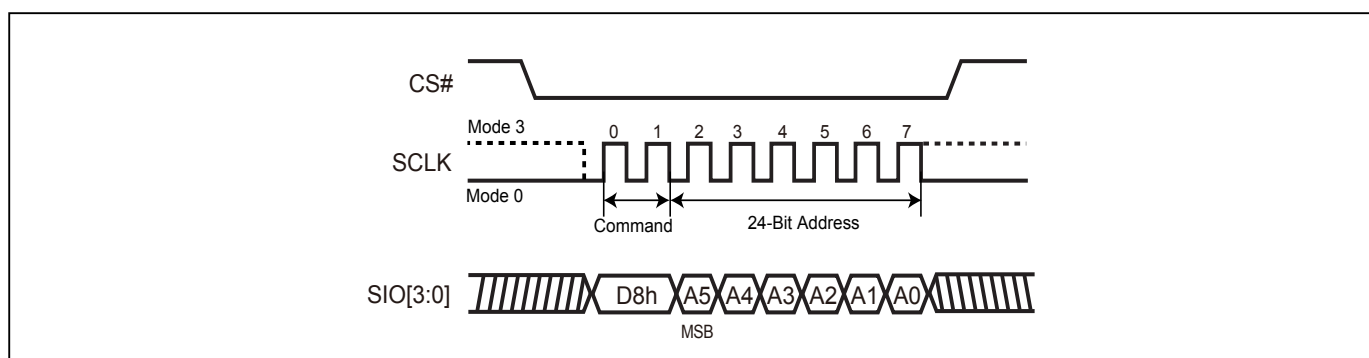 CS#
Mode 3
0 1 2 3 4 5 6 7
SCLK
Mode 0
Command 24-Bit Address
SIO[3:0] D8h A5 A4 A3 A2 A1 A0
MSB